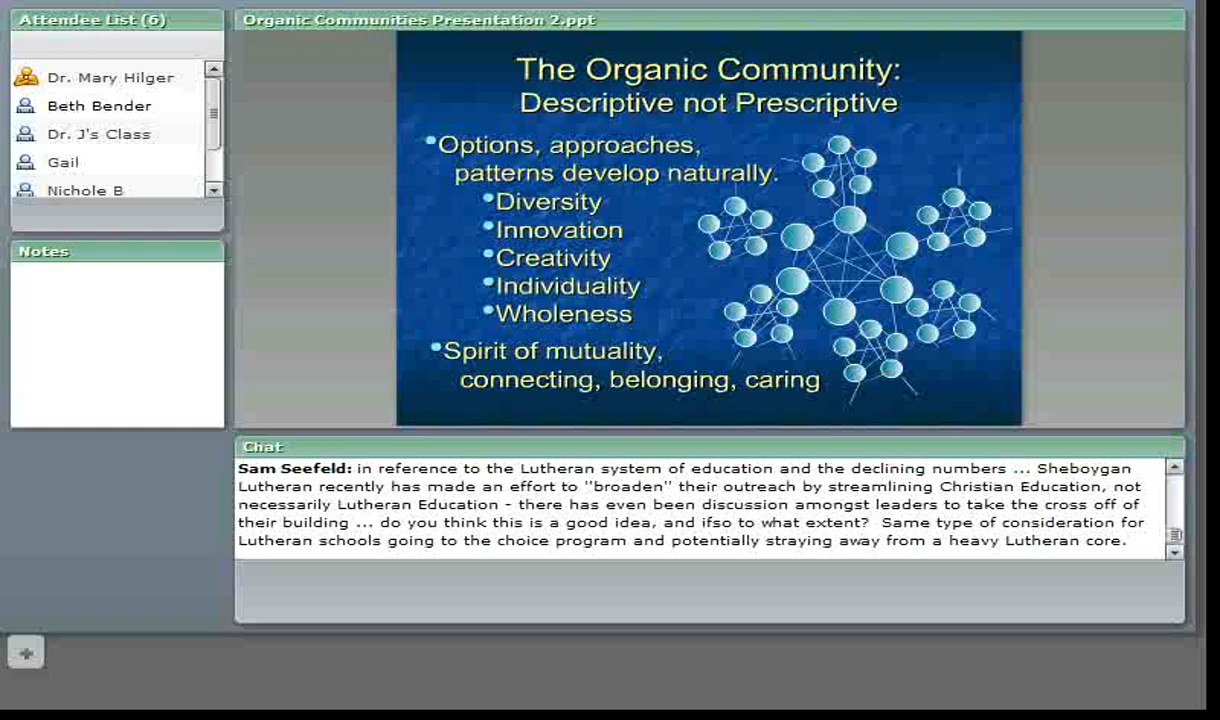 Attendee List (6)
Dr. Mary Hilger
Beth Bender
Dr. J's Class
Gail
Nichole B
Notes
Organic Communities Presentation 2.ppt
The Organic Community:
Descriptive not Prescriptive
•Options, approaches,
patterns develop naturally.
•Diversity
•Innovation
•Creativity
•Individuality
•Wholeness
•Spirit of mutuality,
connecting, belonging, caring
Chat
Sam Seefeld: in reference to the Lutheran system of education and the declining numbers ... Sheboygan
Lutheran recently has made an effort to "broaden" their outreach by streamlining Christian Education, not
necessarily Lutheran Education - there has even been discussion amongst leaders to take the cross off of
their building ... do you think this is a good idea, and ifso to what extent?  Same type of consideration for
Lutheran schools going to the choice program and potentially straying away from a heavy Lutheran core.